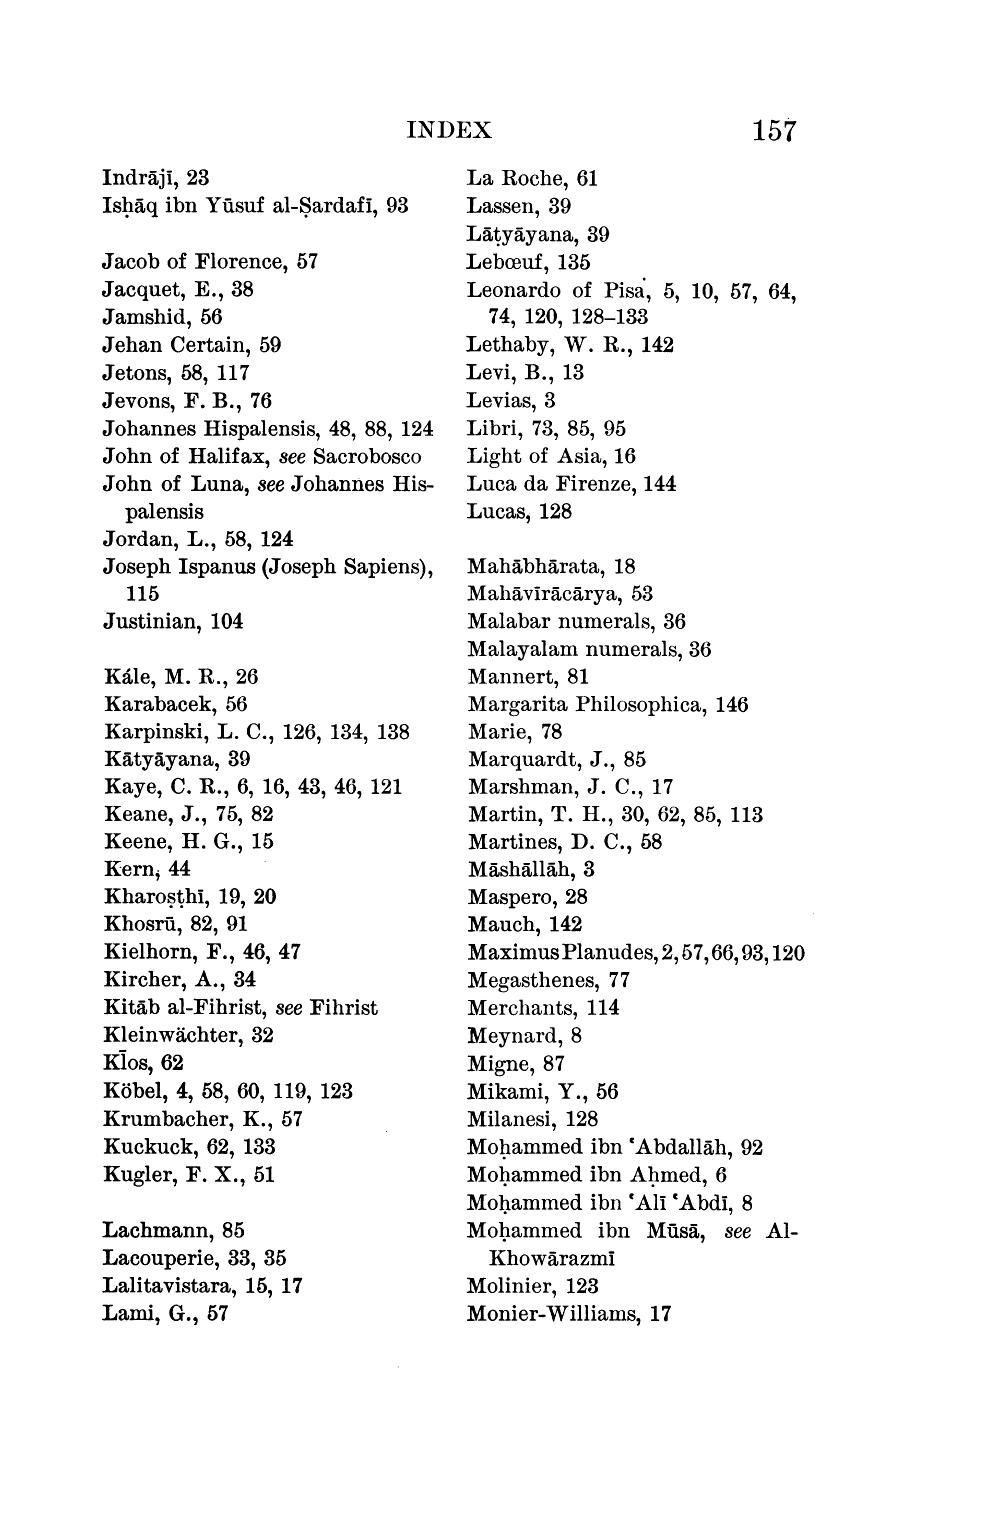 INDEX 157
Indrājī, 23
Isḥāq ibn Yūsuf al-Ṣardafī, 93
Jacob of Florence, 57
Jacquet, E., 38
Jamshid, 56
Jehan Certain, 59
Jetons, 58, 117
Jevons, F. B., 76
Johannes Hispalensis, 48, 88, 124
John of Halifax, see Sacrobosco
John of Luna, see Johannes His-
palensis
Jordan, L., 58, 124
Joseph Ispanus (Joseph Sapiens),
115
Justinian, 104
Kále, M. R., 26
Karabacek, 56
Karpinski, L. C., 126, 134, 138
Kātyāyana, 39
Kaye, C. R., 6, 16, 43, 46, 121
Keane, J., 75, 82
Keene, H. G., 15
Kern, 44
Kharoṣṭhī, 19, 20
Khosrū, 82, 91
Kielhorn, F., 46, 47
Kircher, A., 34
Kitāb al-Fihrist, see Fihrist
Kleinwächter, 32
Kīos, 62
Köbel, 4, 58, 60, 119, 123
Krumbacher, K., 57
Kuckuck, 62, 133
Kugler, F. X., 51
Lachmann, 85
Lacouperie, 33, 35
Lalitavistara, 15, 17
Lami, G., 57
La Roche, 61
Lassen, 39
Lāṭyāyana, 39
Lebœuf, 135
Leonardo of Pisa, 5, 10, 57, 64,
74, 120, 128–133
Lethaby, W. R., 142
Levi, B., 13
Levias, 3
Libri, 73, 85, 95
Light of Asia, 16
Luca da Firenze, 144
Lucas, 128
Mahābhārata, 18
Mahāvīrācārya, 53
Malabar numerals, 36
Malayalam numerals, 36
Mannert, 81
Margarita Philosophica, 146
Marie, 78
Marquardt, J., 85
Marshman, J. C., 17
Martin, T. H., 30, 62, 85, 113
Martines, D. C., 58
Māshāllāh, 3
Maspero, 28
Mauch, 142
Maximus Planudes, 2, 57, 66, 93, 120
Megasthenes, 77
Merchants, 114
Meynard, 8
Migne, 87
Mikami, Y., 56
Milanesi, 128
Moḥammed ibn ʿAbdallāh, 92
Moḥammed ibn Aḥmed, 6
Moḥammed ibn ʿAlī ʿAbdī, 8
Moḥammed ibn Mūsā, see Al-
Khowārazmī
Molinier, 123
Monier-Williams, 17